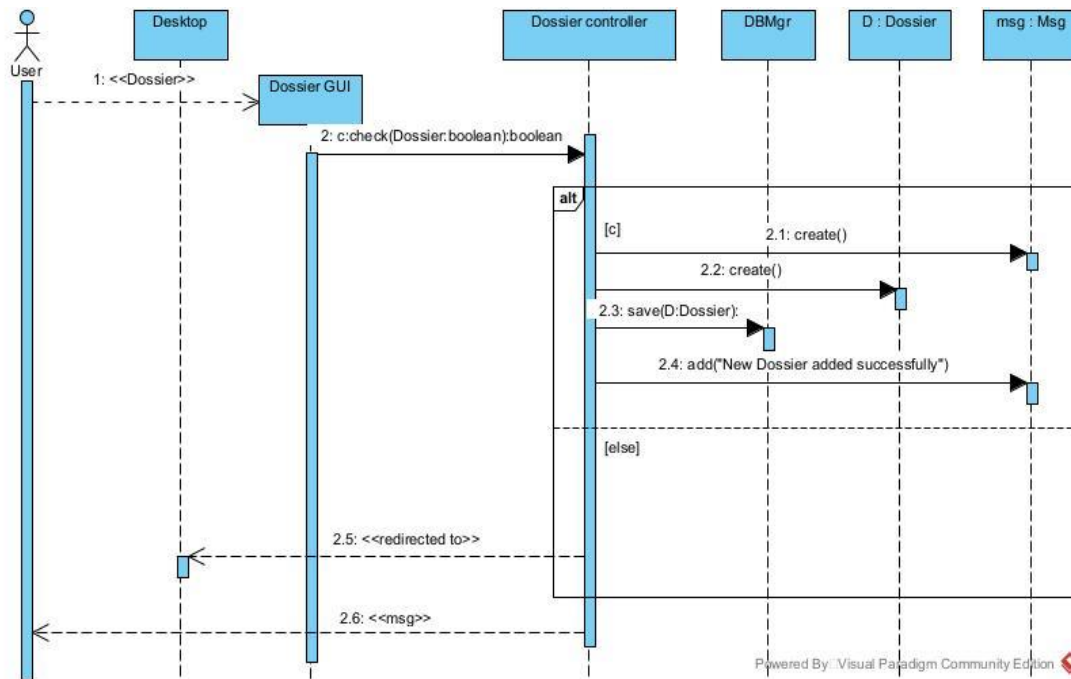 Desktop
Dossier controller
DBMgr
D : Dossier
msg : Msg
User
1: <<Dossier>>
Dossier GUI
2: c:check(Dossier:boolean):boolean
alt
[c]
2.1: create()
2.2: create()
2.3: save(D:Dossier):
2.4: add("New Dossier added successfully")
[else]
2.5: <<redirected to>>
2.6: <<msg>>
Powered By Visual Paradigm Community Edition